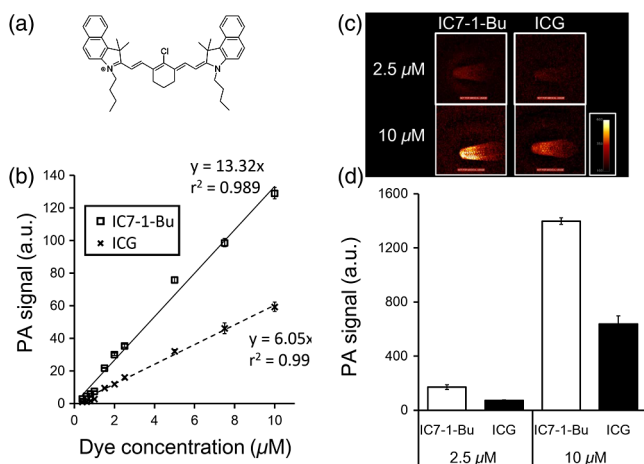 (a)
Cl
N
⊕
N
(b)
y = 13.32x
r² = 0.989
IC7-1-Bu
ICG
y = 6.05x
r² = 0.99
PA signal (a.u.)
140
120
100
80
60
40
20
0
0 2 4 6 8 10
Dye concentration (µM)
(c)
IC7-1-Bu ICG
2.5 µM
10 µM
(d)
PA signal (a.u.)
1600
1200
800
400
0
IC7-1-Bu ICG IC7-1-Bu ICG
2.5 µM 10 µM